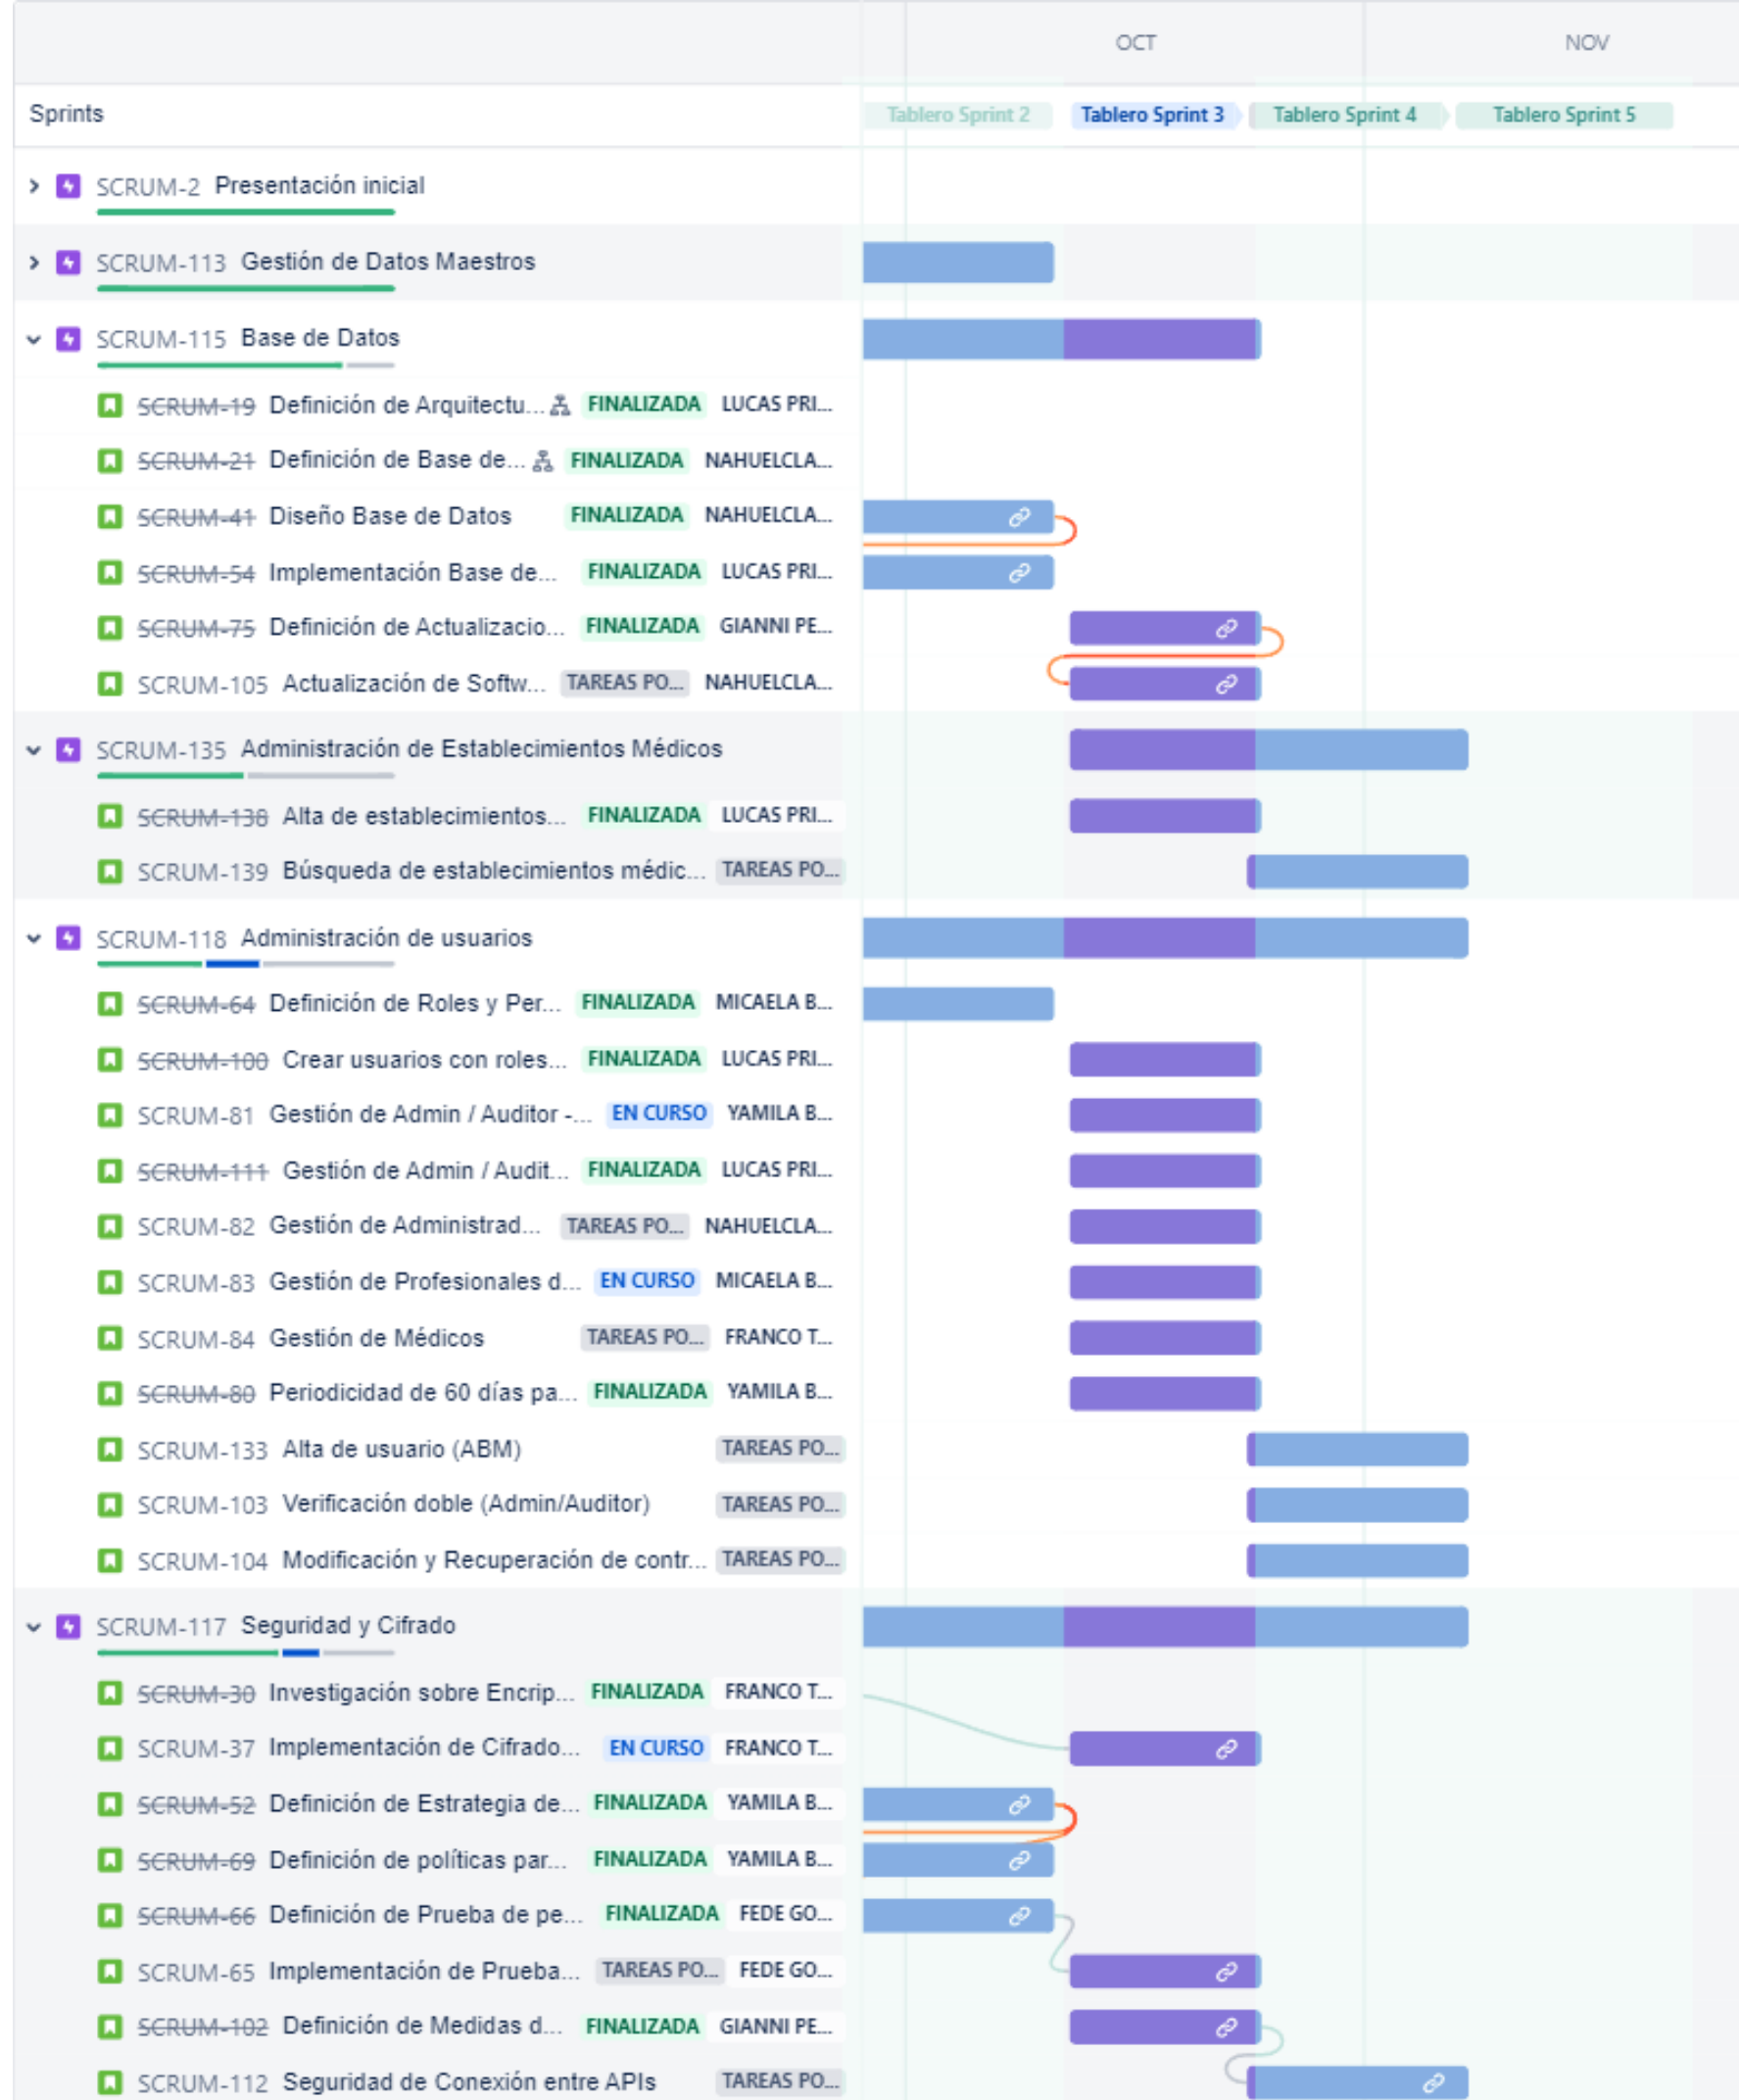 OCT NOV
Sprints Tablero Sprint 2 Tablero Sprint 3 Tablero Sprint 4 Tablero Sprint 5
SCRUM-2 Presentación inicial
SCRUM-113 Gestión de Datos Maestros
SCRUM-115 Base de Datos
SCRUM-19 Definición de Arquitectu... FINALIZADA LUCAS PRI...
SCRUM-21 Definición de Base de... FINALIZADA NAHUELCLA...
SCRUM-41 Diseño Base de Datos FINALIZADA NAHUELCLA...
SCRUM-54 Implementación Base de... FINALIZADA LUCAS PRI...
SCRUM-75 Definición de Actualizacio... FINALIZADA GIANNI PE...
SCRUM-105 Actualización de Softw... TAREAS PO... NAHUELCLA...
SCRUM-135 Administración de Establecimientos Médicos
SCRUM-138 Alta de establecimientos... FINALIZADA LUCAS PRI...
SCRUM-139 Búsqueda de establecimientos médic... TAREAS PO...
SCRUM-118 Administración de usuarios
SCRUM-64 Definición de Roles y Per... FINALIZADA MICAELA B...
SCRUM-100 Crear usuarios con roles... FINALIZADA LUCAS PRI...
SCRUM-81 Gestión de Admin / Auditor -... EN CURSO YAMILA B...
SCRUM-111 Gestión de Admin / Audit... FINALIZADA LUCAS PRI...
SCRUM-82 Gestión de Administrad... TAREAS PO... NAHUELCLA...
SCRUM-83 Gestión de Profesionales d... EN CURSO MICAELA B...
SCRUM-84 Gestión de Médicos TAREAS PO... FRANCO T...
SCRUM-80 Periodicidad de 60 días pa... FINALIZADA YAMILA B...
SCRUM-133 Alta de usuario (ABM) TAREAS PO...
SCRUM-103 Verificación doble (Admin/Auditor) TAREAS PO...
SCRUM-104 Modificación y Recuperación de contr... TAREAS PO...
SCRUM-117 Seguridad y Cifrado
SCRUM-30 Investigación sobre Encrip... FINALIZADA FRANCO T...
SCRUM-37 Implementación de Cifrado... EN CURSO FRANCO T...
SCRUM-52 Definición de Estrategia de... FINALIZADA YAMILA B...
SCRUM-69 Definición de políticas par... FINALIZADA YAMILA B...
SCRUM-66 Definición de Prueba de pe... FINALIZADA FEDE GO...
SCRUM-65 Implementación de Prueba... TAREAS PO... FEDE GO...
SCRUM-102 Definición de Medidas d... FINALIZADA GIANNI PE...
SCRUM-112 Seguridad de Conexión entre APIs TAREAS PO...